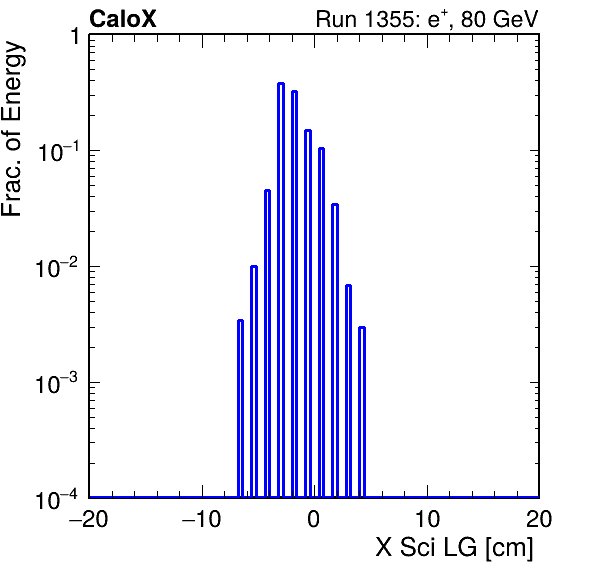 CaloX Run 1355: e⁺, 80 GeV
Frac. of Energy
1
10⁻¹
10⁻²
10⁻³
10⁻⁴
−20 −10 0 10 20
X Sci LG [cm]